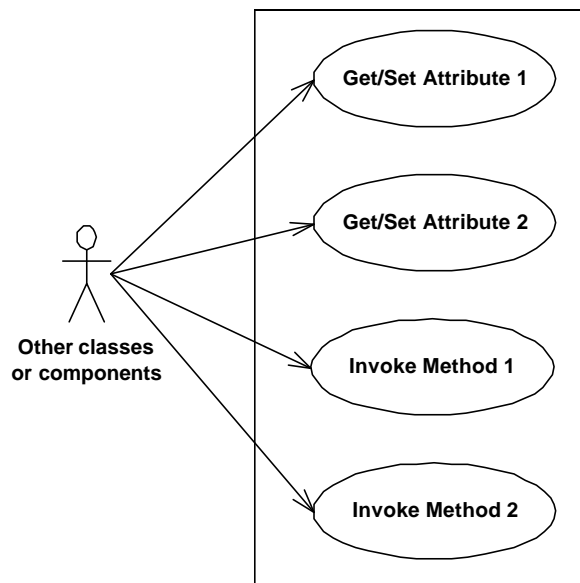 Get/Set Attribute 1
Get/Set Attribute 2
Other classes
or components
Invoke Method 1
Invoke Method 2